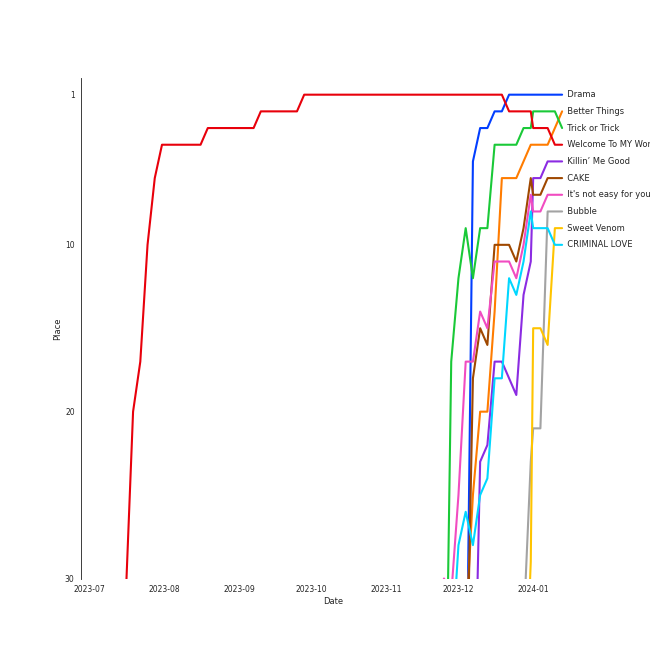 1
10
20
30
Place
2023-07
2023-08
2023-09
2023-10
2023-11
2023-12
2024-01
Date
Drama
Better Things
Trick or Trick
Welcome To MY Wor
Killin' Me Good
CAKE
It's not easy for you
Bubble
Sweet Venom
CRIMINAL LOVE